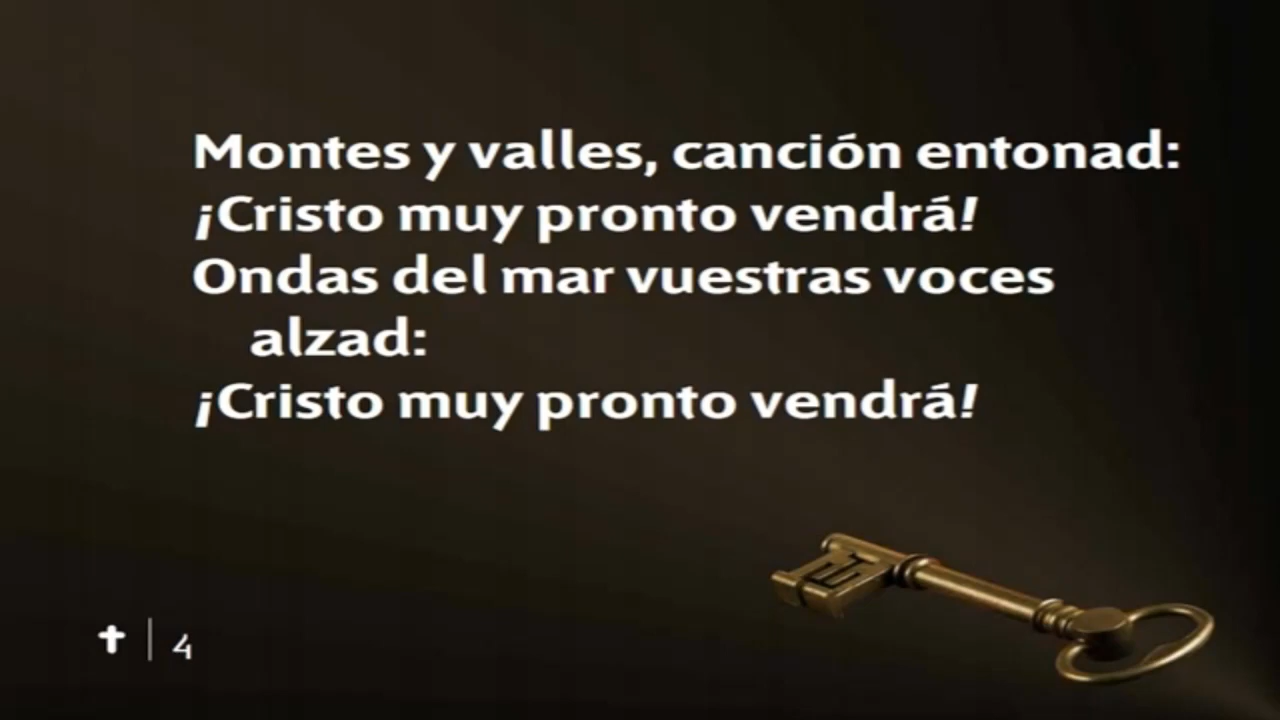 Montes y valles, canción entonad:
¡Cristo muy pronto vendrá!
Ondas del mar vuestras voces
alzad:
¡Cristo muy pronto vendrá!
4